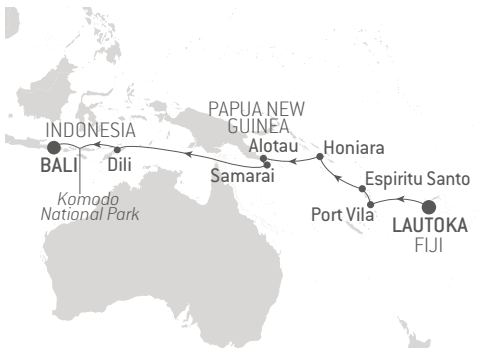 PAPUA NEW
GUINEA
INDONESIA
Alotau
Honiara
BALI
Dili
Samarai
Espiritu Santo
Komodo
National Park
Port Vila
LAUTOKA
FIJI